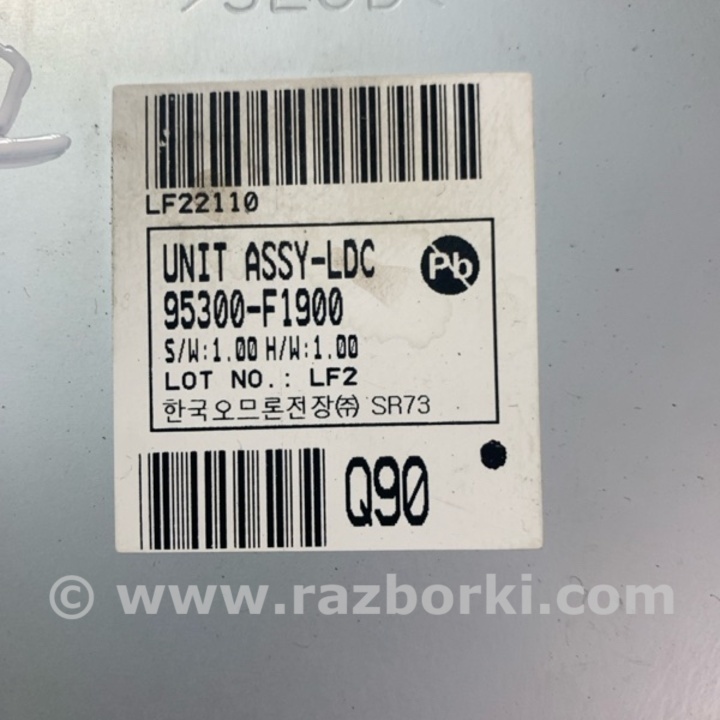 LF22110
UNIT ASSY-LDC
Pb
95300-F1900
S/W:1.00 H/W:1.00
LOT NO.: LF2
한국오므론전장㈜ SR73
Q90
© www.razborki.com